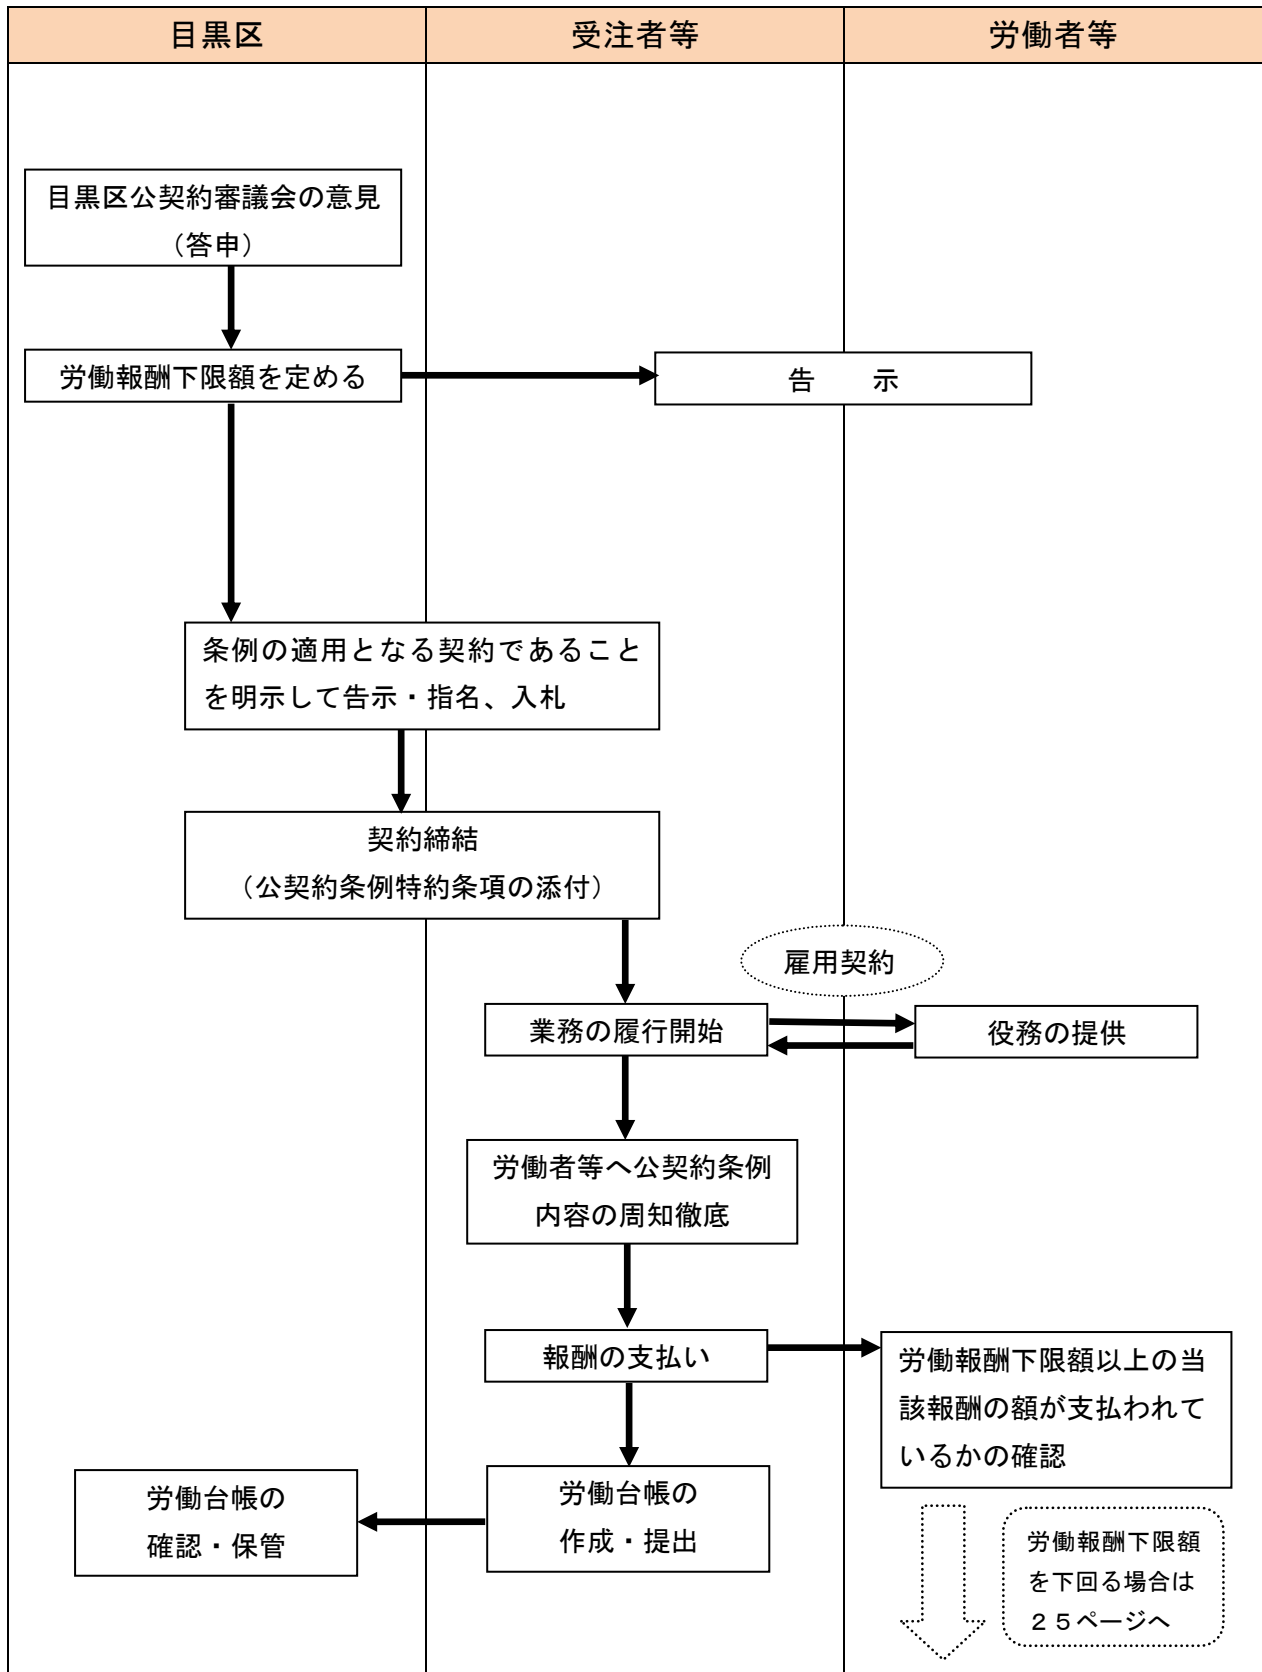 目黒区
受注者等
労働者等
目黒区公契約審議会の意見
（答申）
労働報酬下限額を定める
告　　示
条例の適用となる契約であること
を明示して告示・指名、入札
契約締結
（公契約条例特約条項の添付）
雇用契約
業務の履行開始
役務の提供
労働者等へ公契約条例
内容の周知徹底
報酬の支払い
労働報酬下限額以上の当
該報酬の額が支払われて
いるかの確認
労働台帳の
確認・保管
労働台帳の
作成・提出
労働報酬下限額
を下回る場合は
２５ページへ